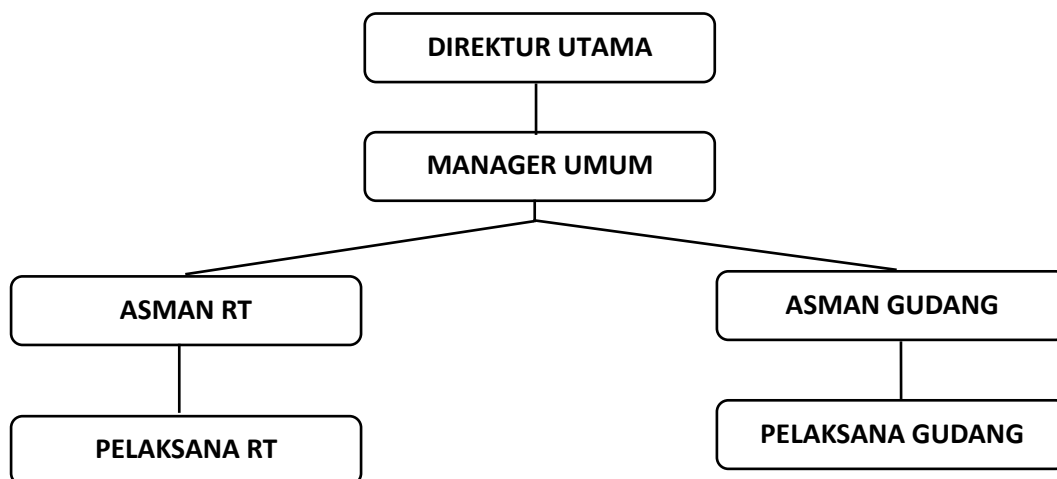 DIREKTUR UTAMA
MANAGER UMUM
ASMAN RT
ASMAN GUDANG
PELAKSANA RT
PELAKSANA GUDANG